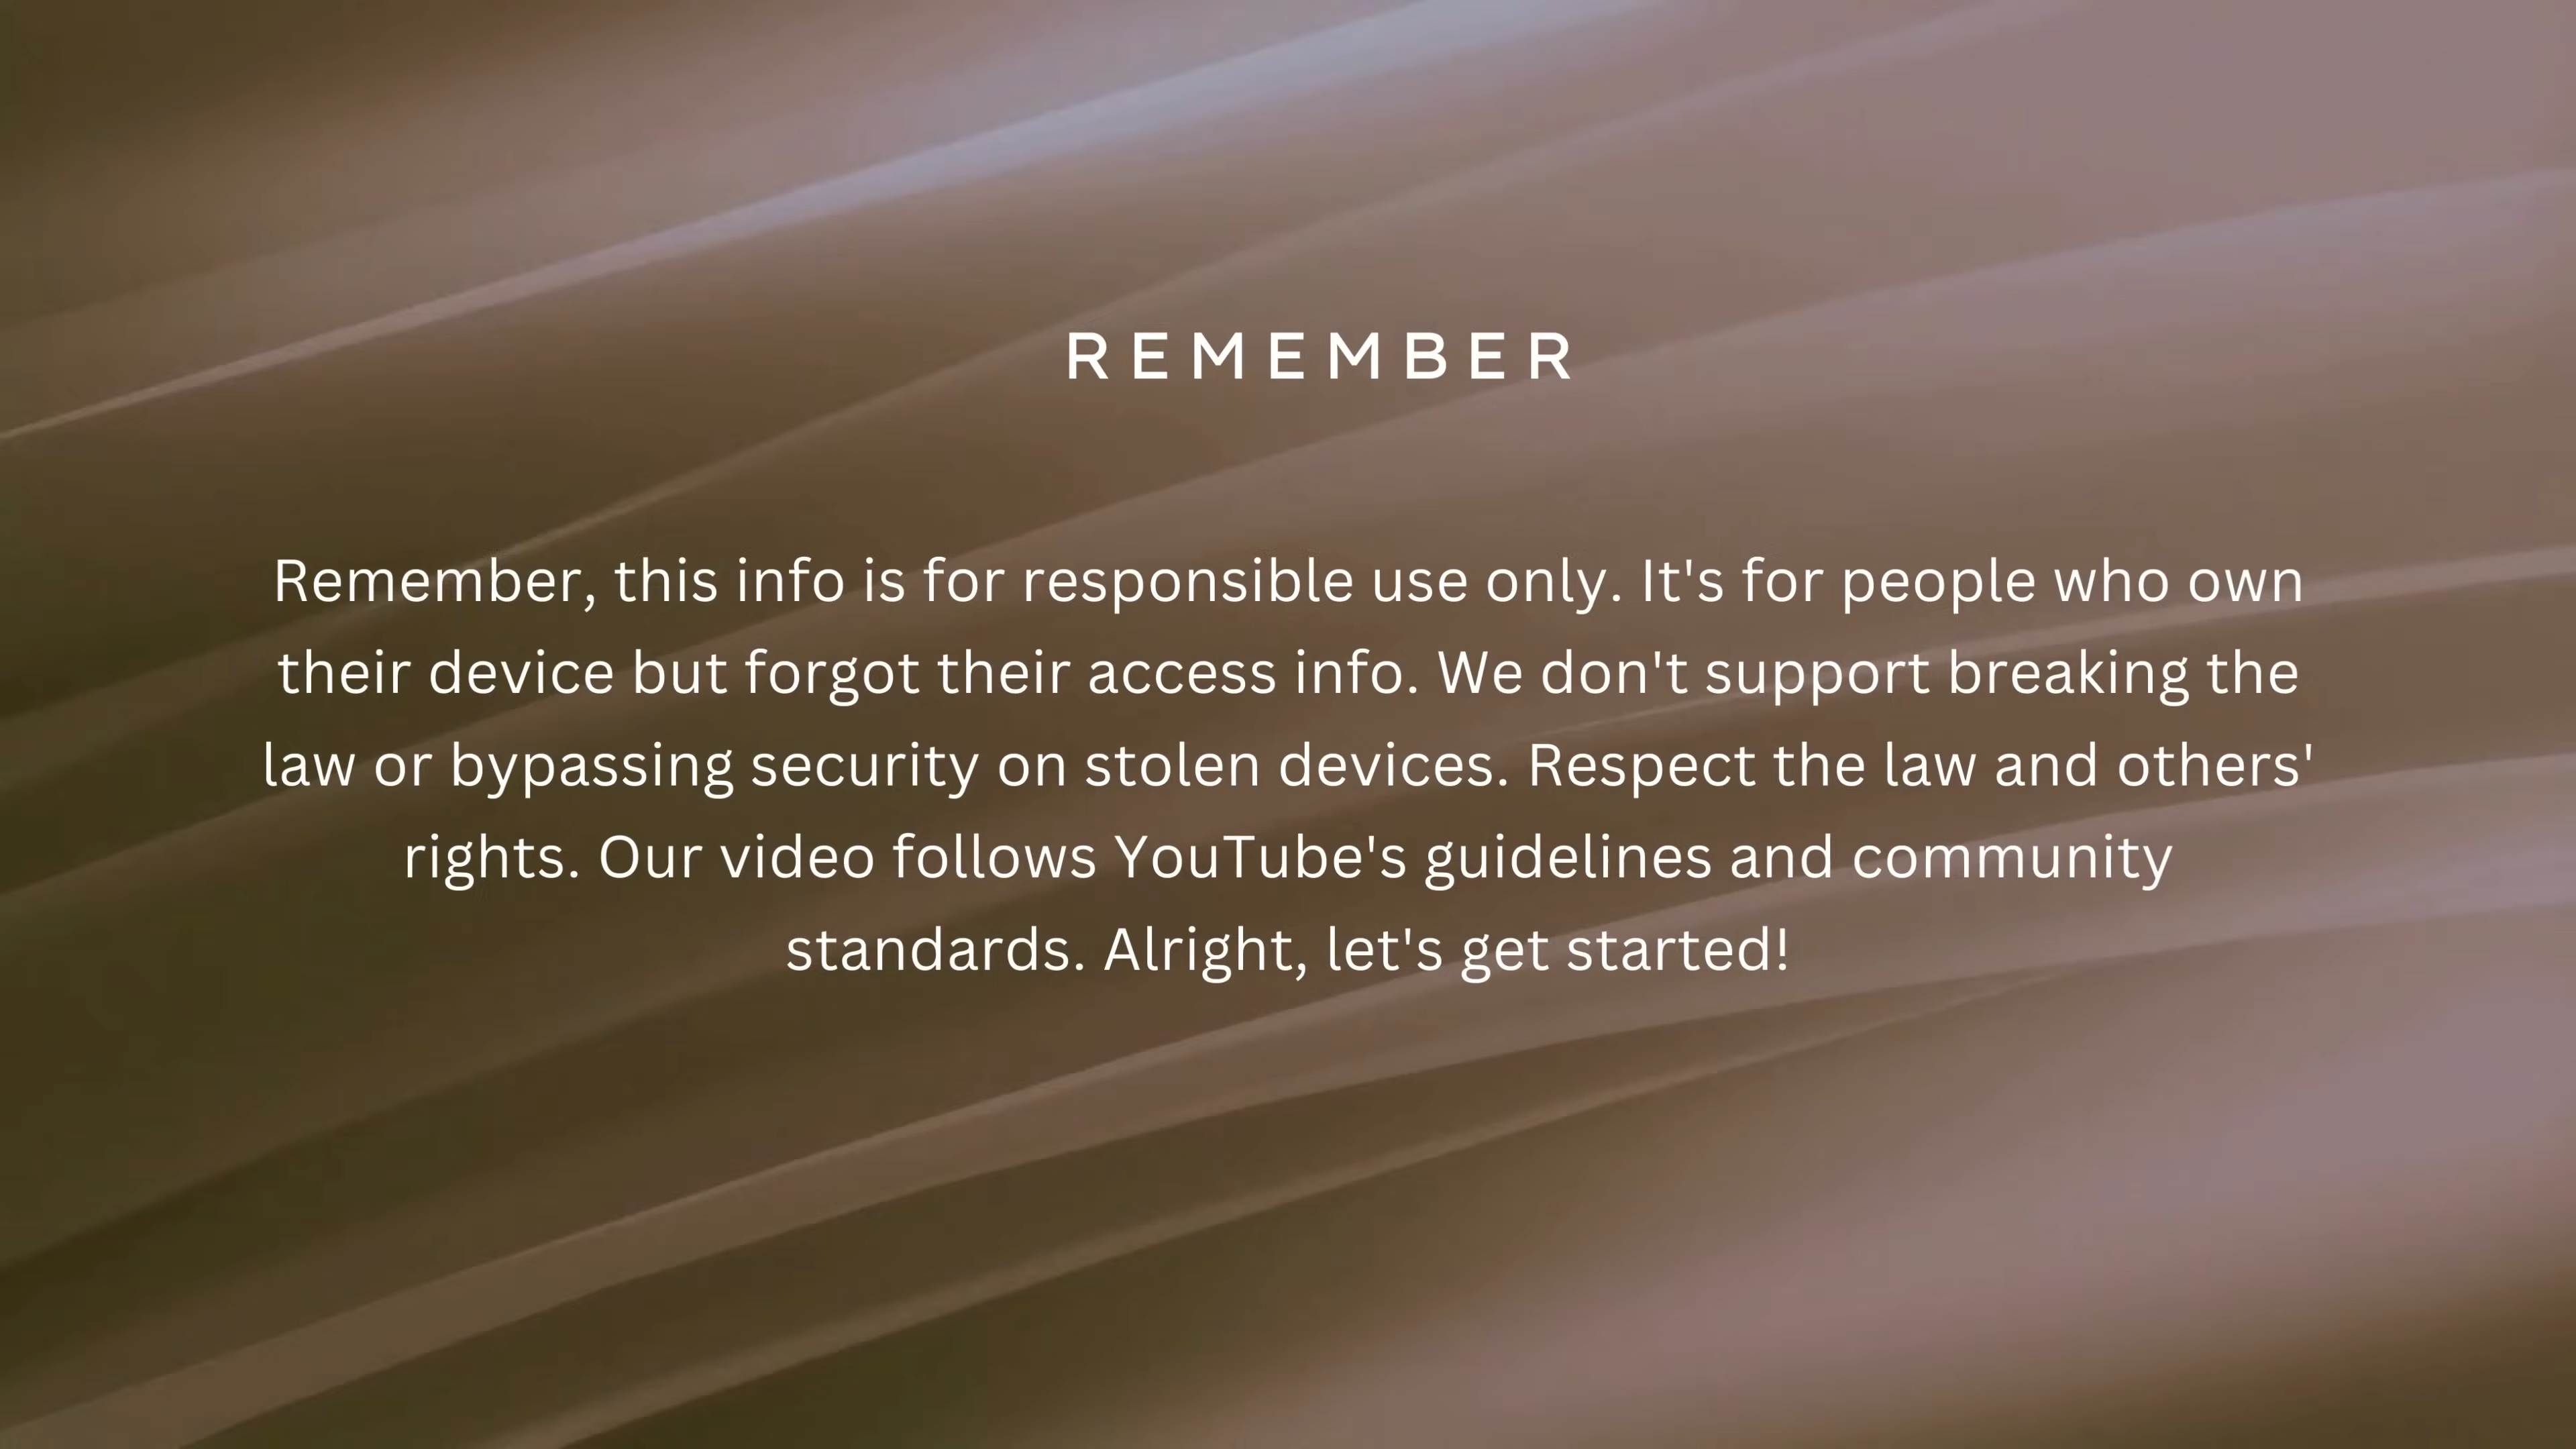 REMEMBER
Remember, this info is for responsible use only. It's for people who own
their device but forgot their access info. We don't support breaking the
law or bypassing security on stolen devices. Respect the law and others'
rights. Our video follows YouTube's guidelines and community
standards. Alright, let's get started!